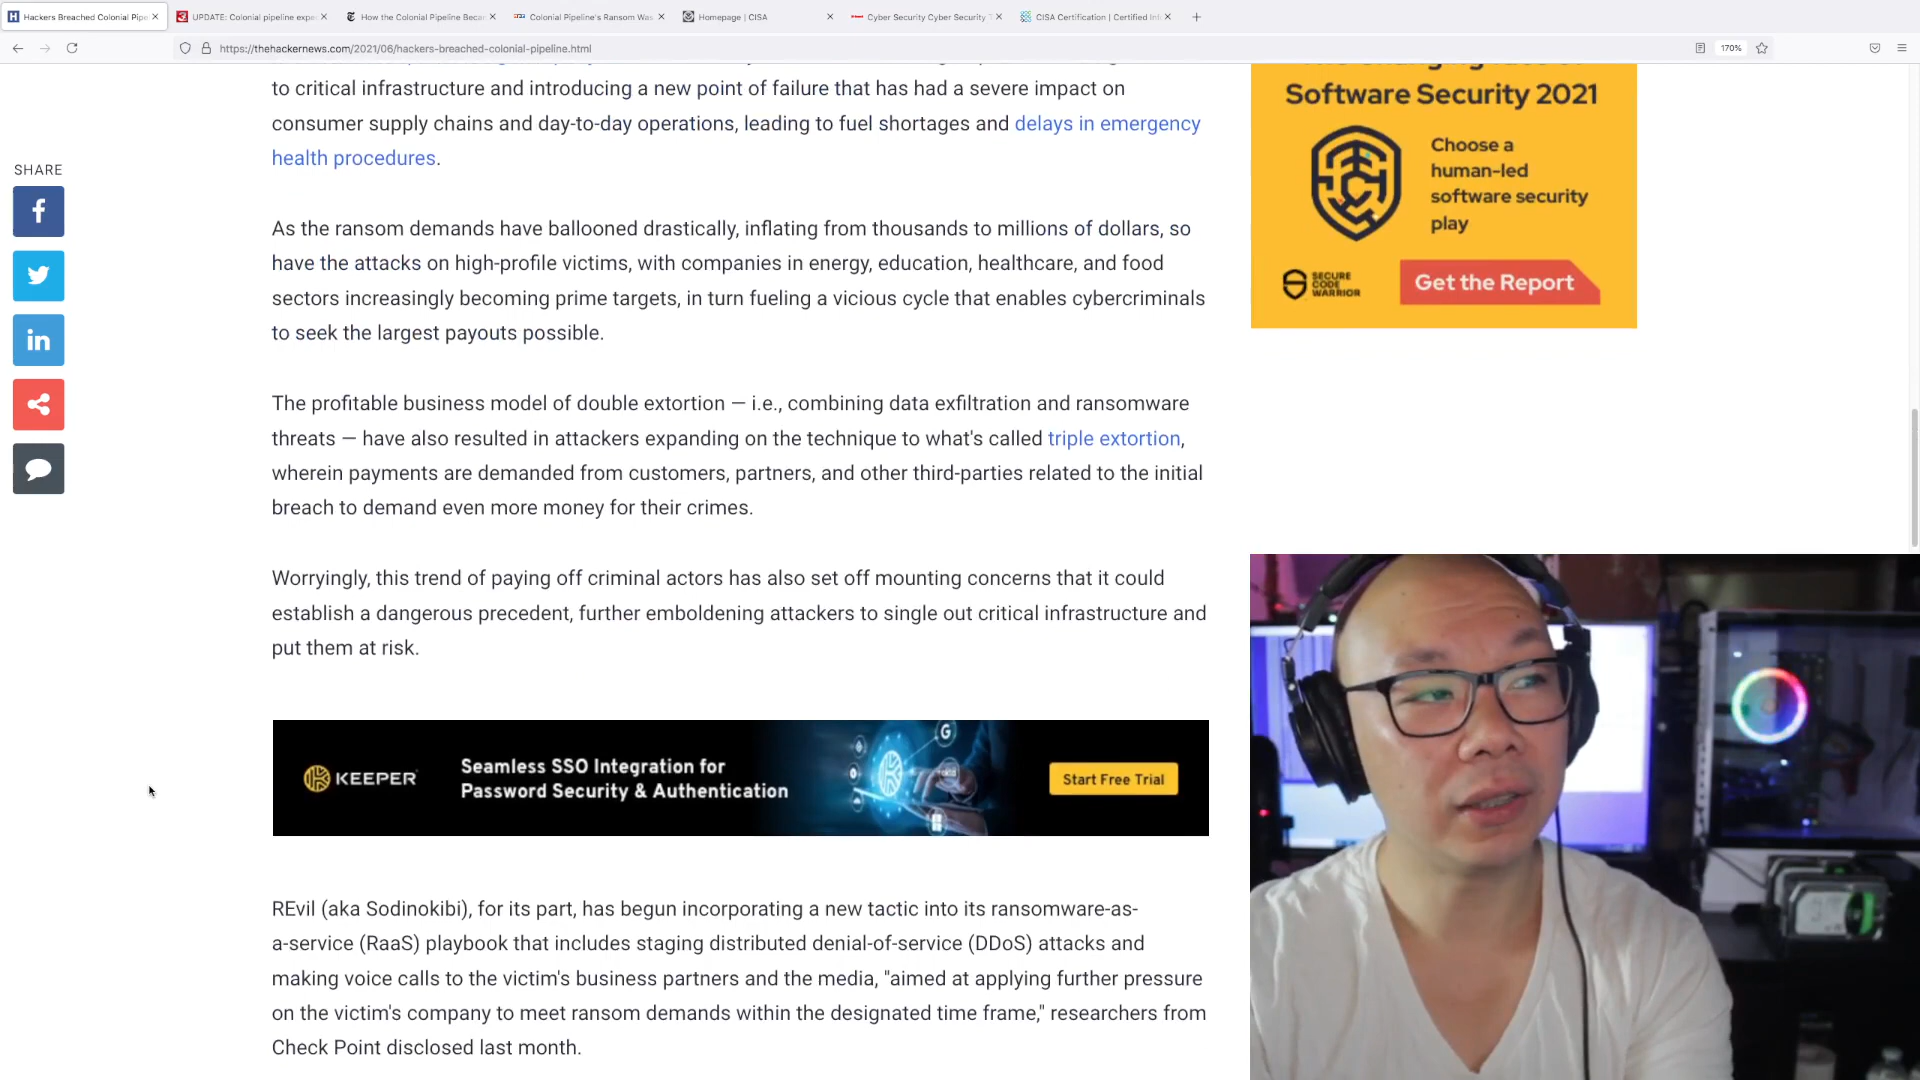 Hackers Breached Colonial Pipe
UPDATE: Colonial pipeline expe
How the Colonial Pipeline Becar
Colonial Pipeline's Ransom Was
Homepage | CISA
Cyber Security Cyber Security T
CISA Certification | Certified Inf
https://thehackernews.com/2021/06/hackers-breached-colonial-pipeline.html
170%
SHARE
to critical infrastructure and introducing a new point of failure that has had a severe impact on
consumer supply chains and day-to-day operations, leading to fuel shortages and delays in emergency
health procedures.
As the ransom demands have ballooned drastically, inflating from thousands to millions of dollars, so
have the attacks on high-profile victims, with companies in energy, education, healthcare, and food
sectors increasingly becoming prime targets, in turn fueling a vicious cycle that enables cybercriminals
to seek the largest payouts possible.
The profitable business model of double extortion — i.e., combining data exfiltration and ransomware
threats — have also resulted in attackers expanding on the technique to what's called triple extortion,
wherein payments are demanded from customers, partners, and other third-parties related to the initial
breach to demand even more money for their crimes.
Worryingly, this trend of paying off criminal actors has also set off mounting concerns that it could
establish a dangerous precedent, further emboldening attackers to single out critical infrastructure and
put them at risk.
KEEPER
Seamless SSO Integration for
Password Security & Authentication
Start Free Trial
REvil (aka Sodinokibi), for its part, has begun incorporating a new tactic into its ransomware-as-
a-service (RaaS) playbook that includes staging distributed denial-of-service (DDoS) attacks and
making voice calls to the victim's business partners and the media, "aimed at applying further pressure
on the victim's company to meet ransom demands within the designated time frame," researchers from
Check Point disclosed last month.
Software Security 2021
Choose a
human-led
software security
play
SECURE
CODE
WARRIOR
Get the Report